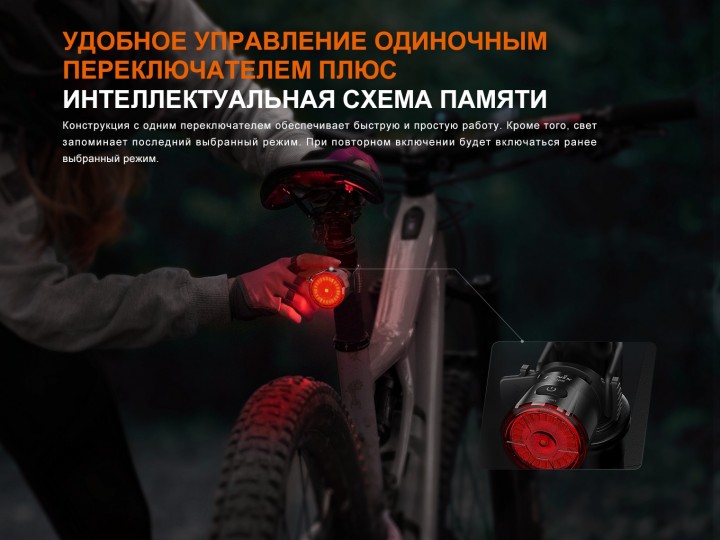 УДОБНОЕ УПРАВЛЕНИЕ ОДИНОЧНЫМ
ПЕРЕКЛЮЧАТЕЛЕМ ПЛЮС
ИНТЕЛЛЕКТУАЛЬНАЯ СХЕМА ПАМЯТИ
Конструкция с одним переключателем обеспечивает быструю и простую работу. Кроме того, свет
запоминает последний выбранный режим. При повторном включении будет включаться ранее
выбранный режим.